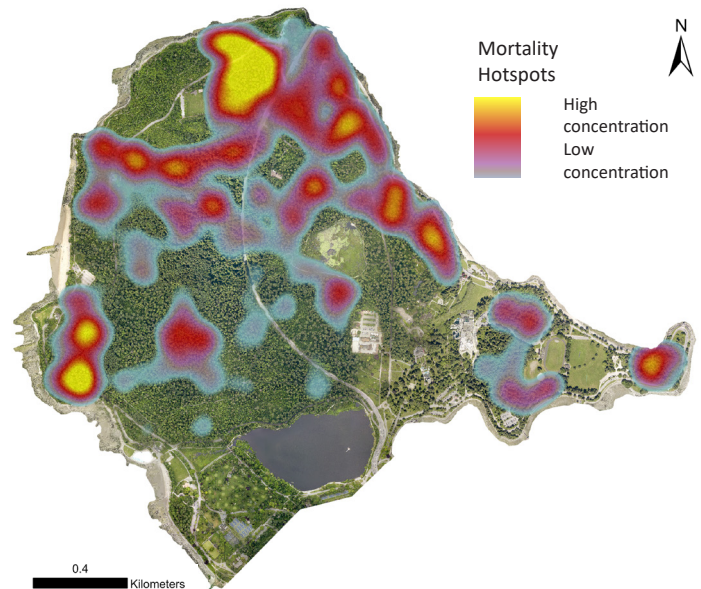 N
Mortality
Hotspots
High
concentration
Low
concentration
0.4
Kilometers